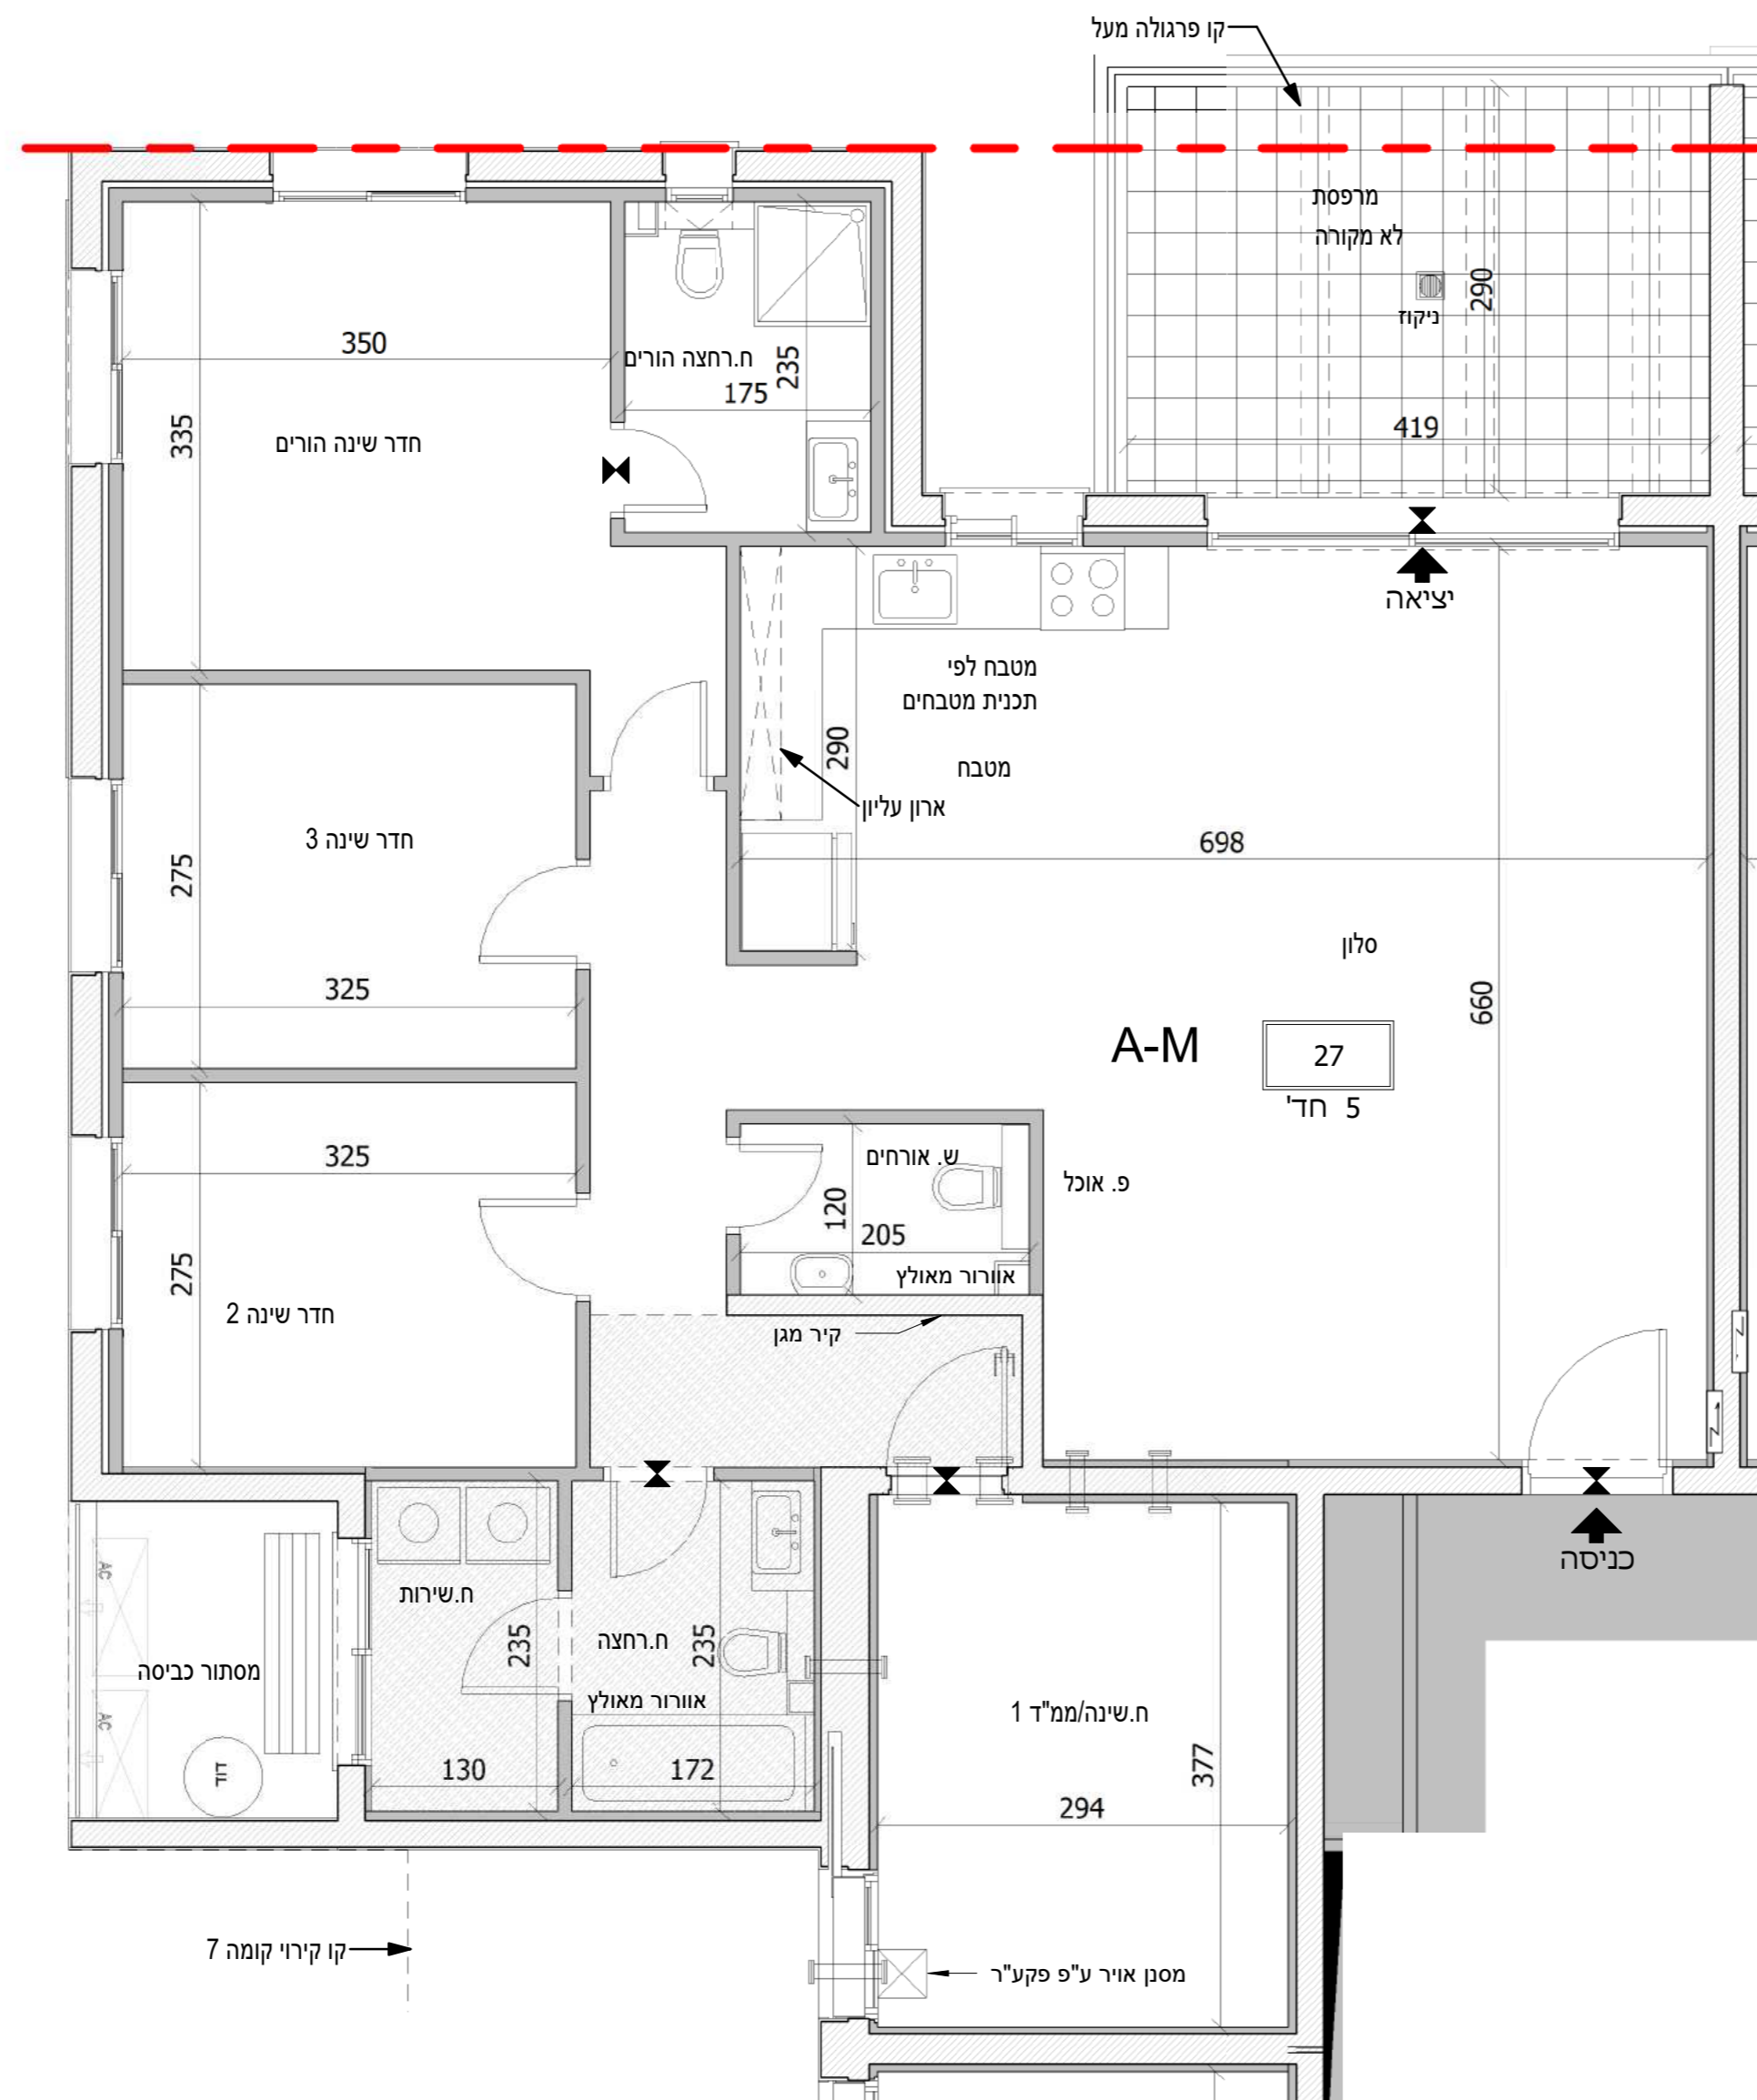 קו פרגולה מעל
מרפסת
לא מקורה
290
ניקוז
419
350
ח.רחצה הורים
235
175
335
חדר שינה הורים
יציאה
מטבח לפי
תכנית מטבחים
290
מטבח
ארון עליון
698
חדר שינה 3
275
325
סלון
660
A-M
27
5 חד'
325
ש. אורחים
פ. אוכל
120
205
אוורור מאולץ
275
חדר שינה 2
קיר מגן
כניסה
AC
ח.שירות
235
ח.רחצה
235
מסתור כביסה
אוורור מאולץ
ח.שינה/ממ"ד 1
AC
דוד
130
172
377
294
קו קירוי קומה 7
מסנן אויר ע"פ פקע"ר